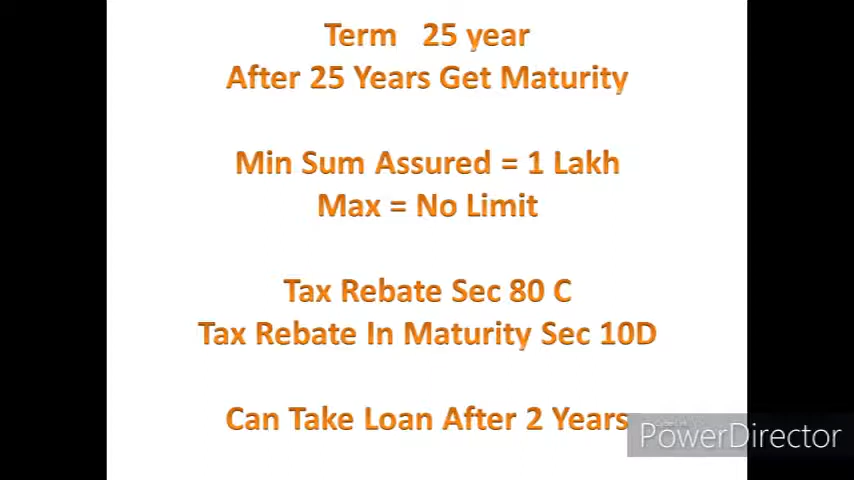 Term 25 year
After 25 Years Get Maturity
Min Sum Assured = 1 Lakh
Max = No Limit
Tax Rebate Sec 80 C
Tax Rebate In Maturity Sec 10D
Can Take Loan After 2 Years
PowerDirector